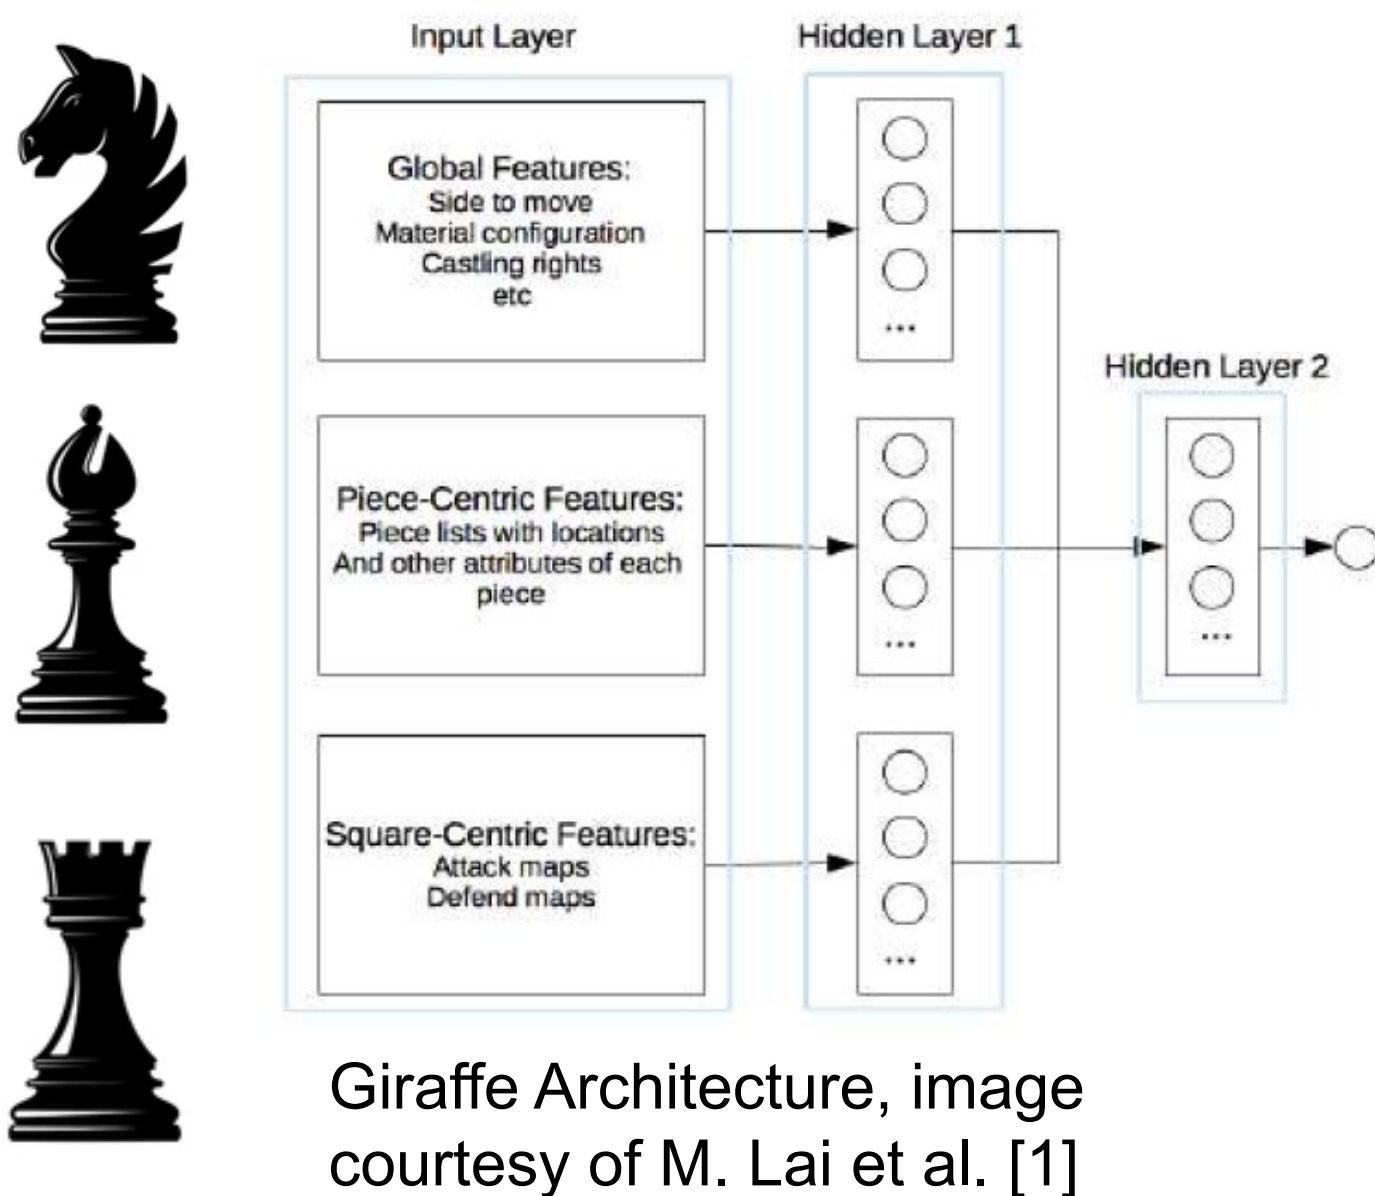 Input Layer
Hidden Layer 1
Global Features:
Side to move
Material configuration
Castling rights
etc
...
Hidden Layer 2
Piece-Centric Features:
Piece lists with locations
And other attributes of each
piece
...
...
Square-Centric Features:
Attack maps
Defend maps
...
Giraffe Architecture, image
courtesy of M. Lai et al. [1]